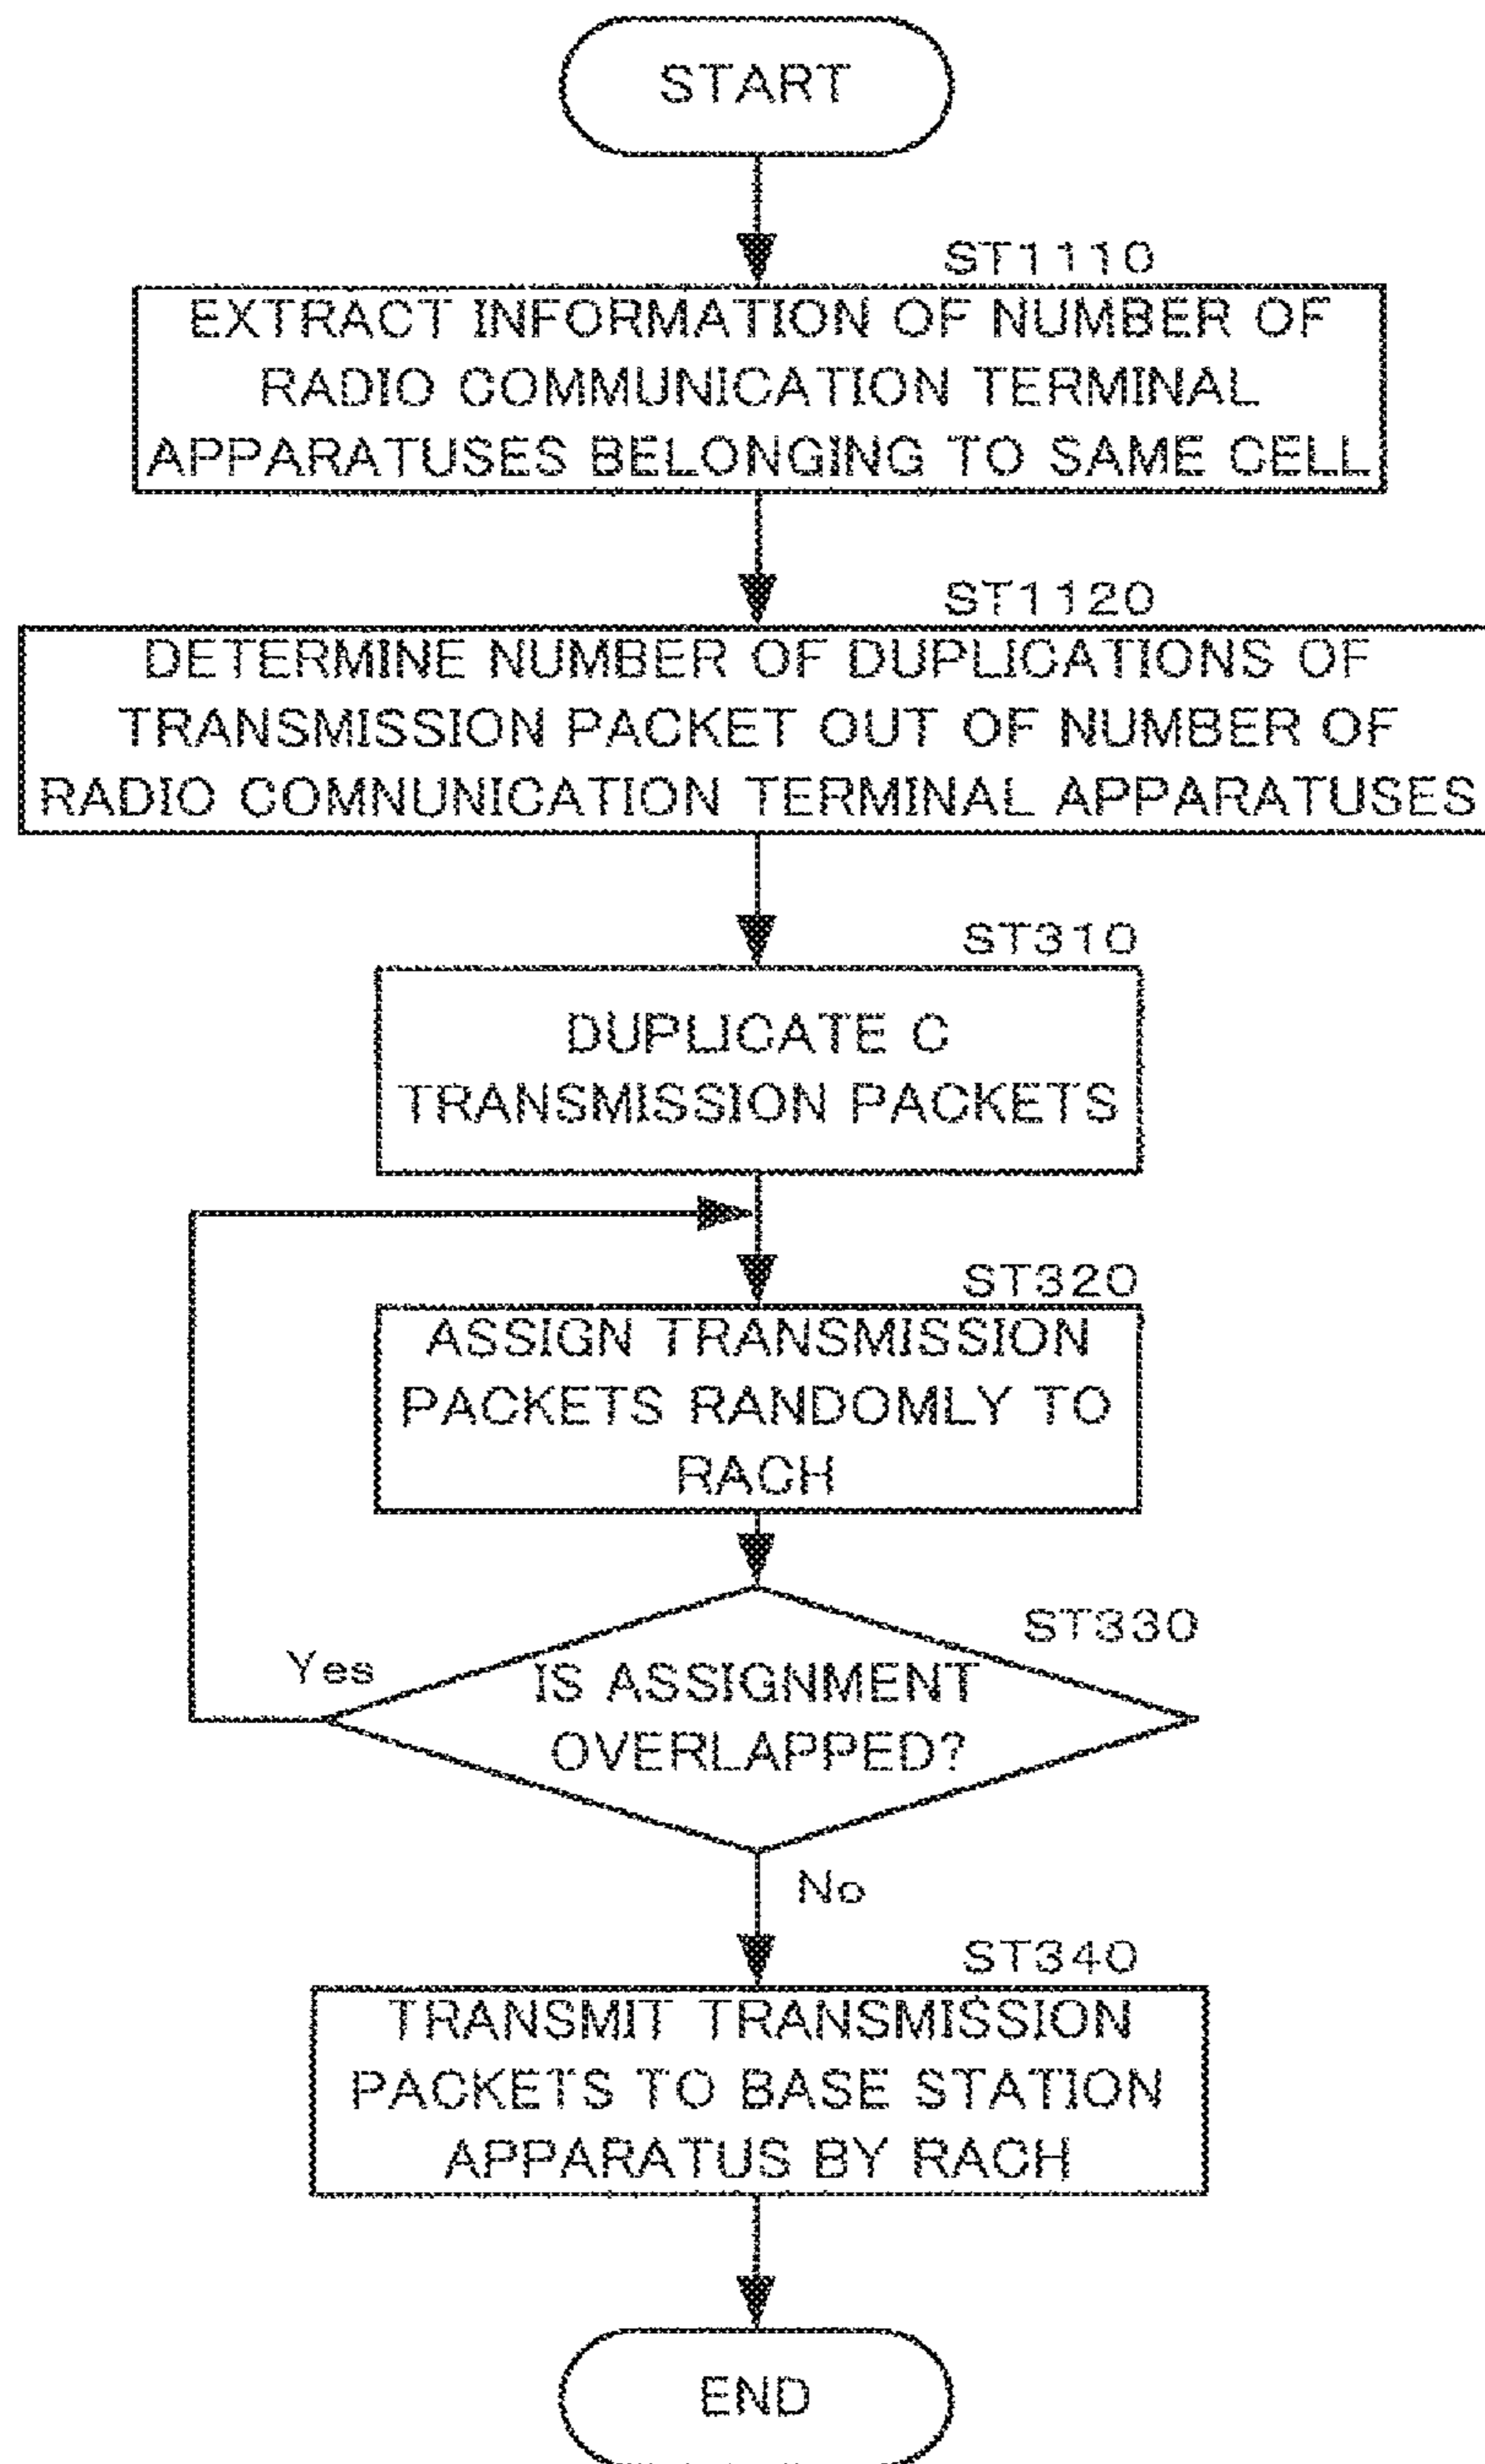 START
ST1110
EXTRACT INFORMATION OF NUMBER OF
RADIO COMMUNICATION TERMINAL
APPARATUSES BELONGING TO SAME CELL
ST1120
DETERMINE NUMBER OF DUPLICATIONS OF
TRANSMISSION PACKET OUT OF NUMBER OF
RADIO COMNUNICATION TERMINAL APPARATUSES
ST310
DUPLICATE C
TRANSMISSION PACKETS
ST320
ASSIGN TRANSMISSION
PACKETS RANDOMLY TO
RACH
ST330
Yes
IS ASSIGNMENT
OVERLAPPED?
No
ST340
TRANSMIT TRANSMISSION
PACKETS TO BASE STATION
APPARATUS BY RACH
END